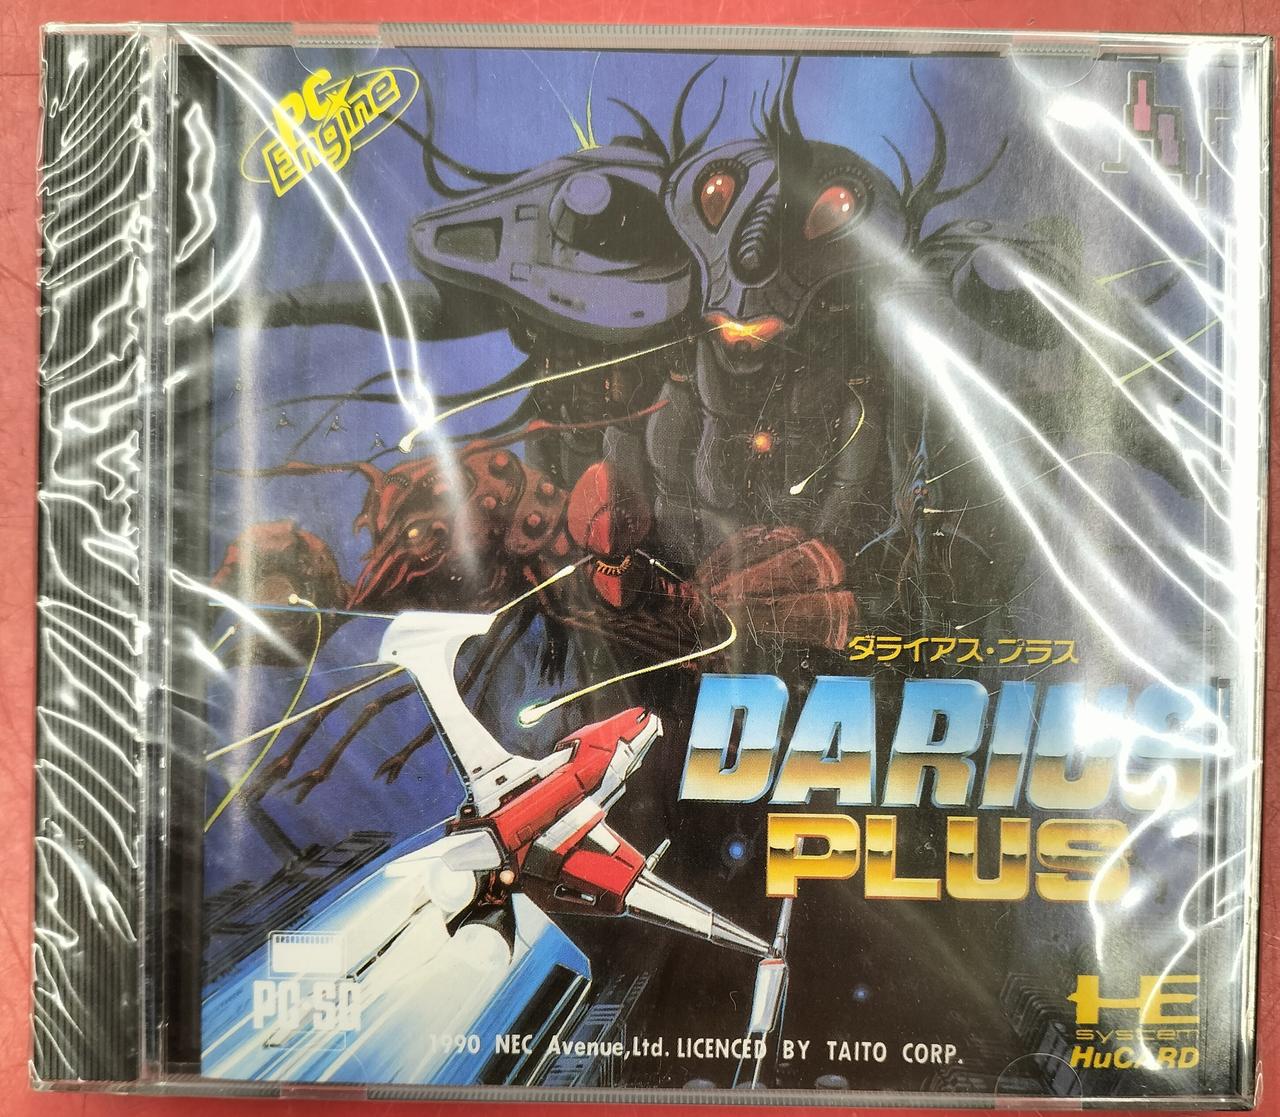 PC
Engine
ダライアス・プラス
DARIUS
PLUS
PC-SG
1990 NEC Avenue,Ltd. LICENCED BY TAITO CORP.
HE
system
HuCARD